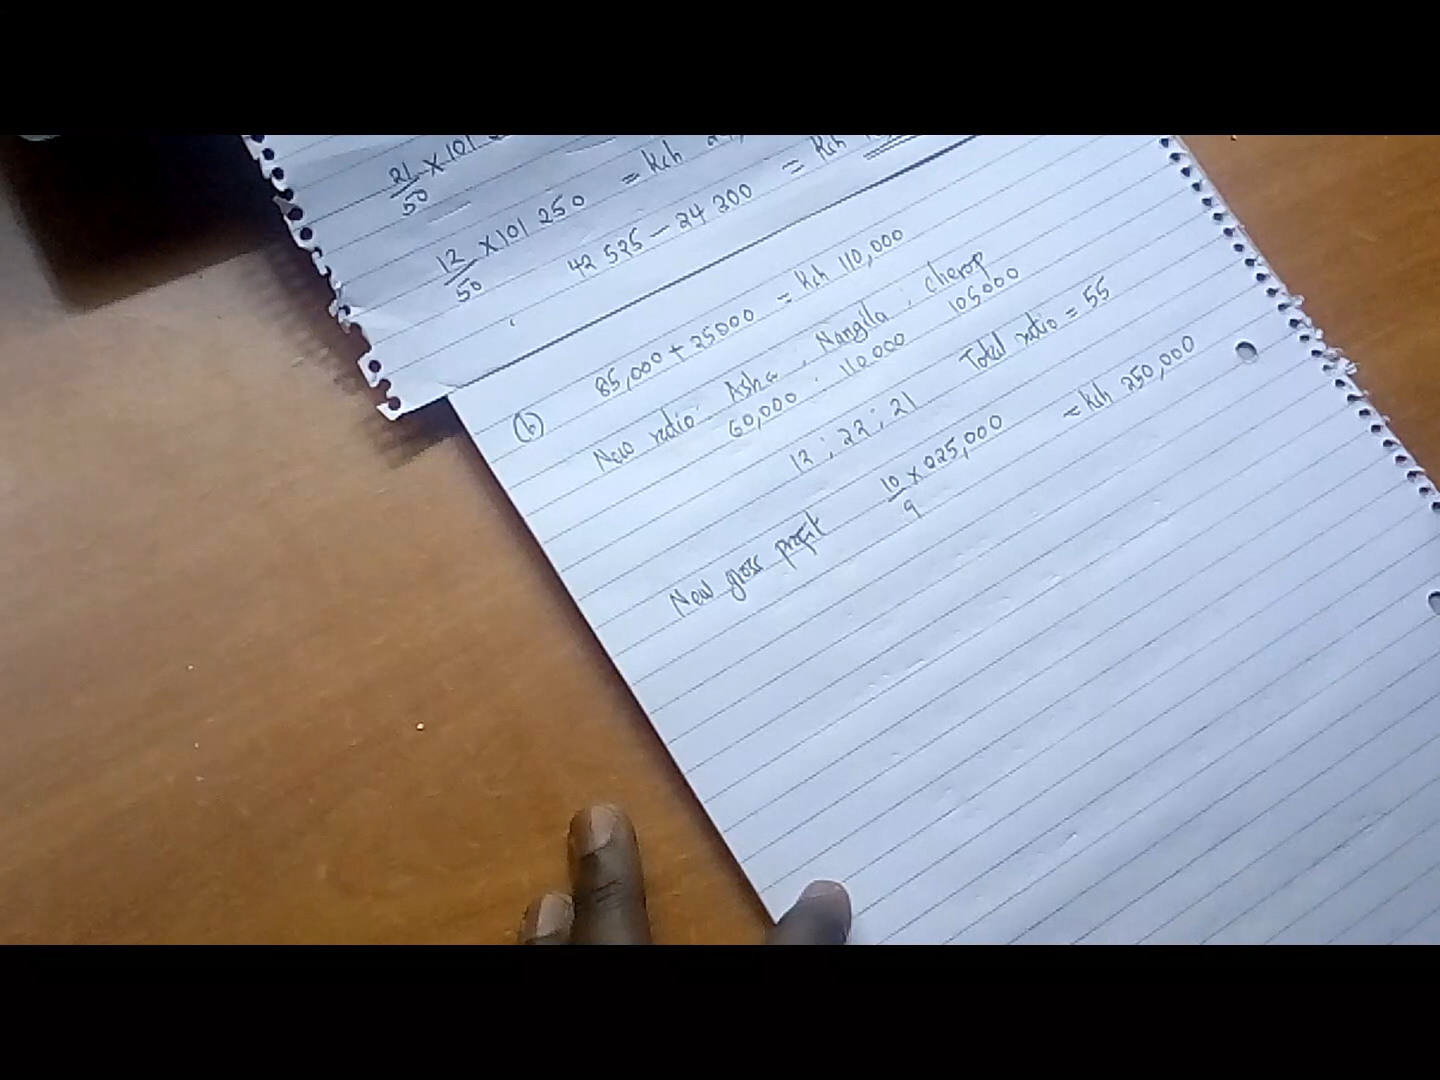 21/50 × 101
12/50 × 101 250 = Ksh 24,
42 525 − 24 200 = Ksh
(b) 85,000 + 25000 = Ksh 110,000
New ratio: Asha : Nangila : Cherop
60,000 : 110 000 105000
12 : 22 : 21 Total ratio = 55
New gross profit 10/9 × 225,000 = Ksh 250,000